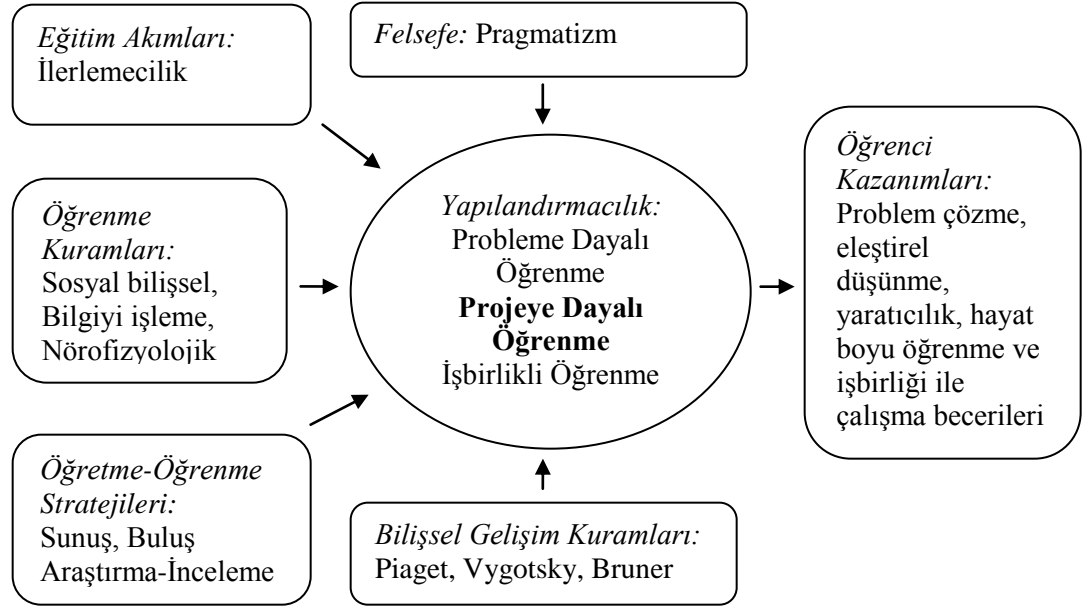 Eğitim Akımları:
İlerlemecilik
Felsefe: Pragmatizm
Öğrenme
Kuramları:
Sosyal bilişsel,
Bilgiyi işleme,
Nörofizyolojik
Öğretme-Öğrenme
Stratejileri:
Sunuş, Buluş
Araştırma-İnceleme
Bilişsel Gelişim Kuramları:
Piaget, Vygotsky, Bruner
Yapılandırmacılık:
Probleme Dayalı
Öğrenme
Projeye Dayalı
Öğrenme
İşbirlikli Öğrenme
Öğrenci
Kazanımları:
Problem çözme,
eleştirel
düşünme,
yaratıcılık, hayat
boyu öğrenme ve
işbirliği ile
çalışma becerileri